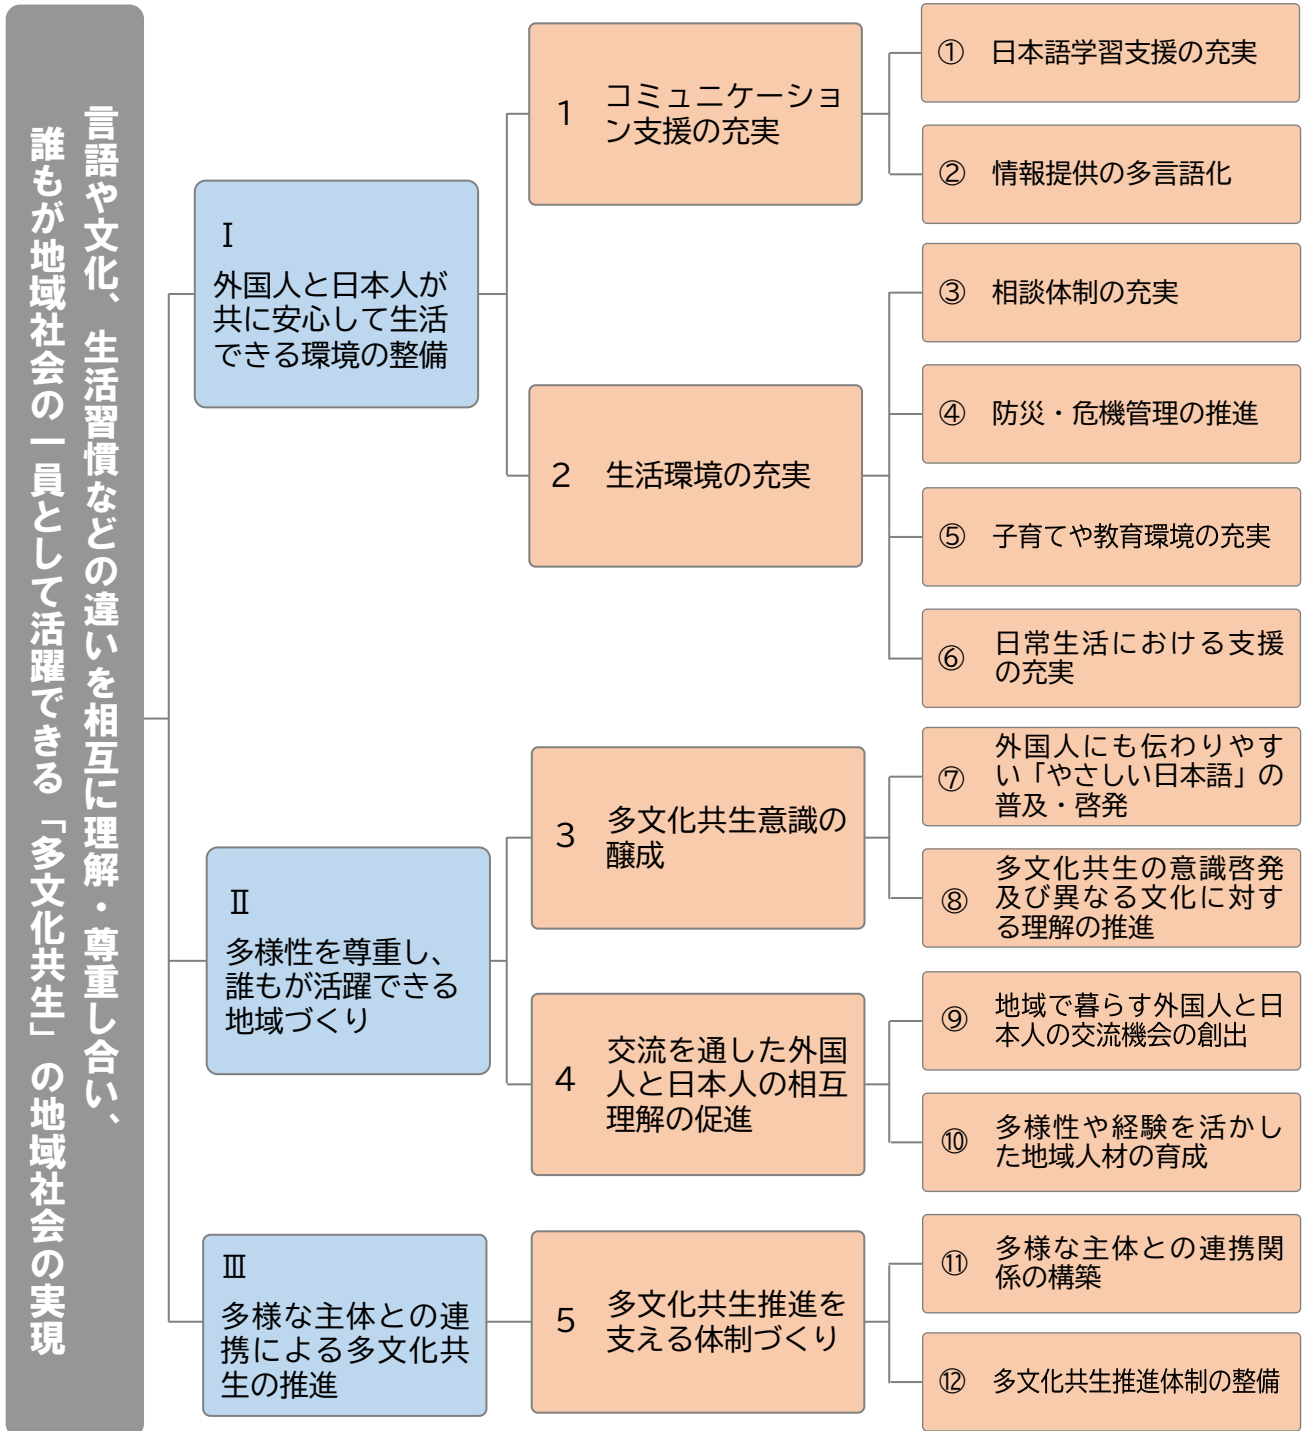 言語や文化、生活習慣などの違いを相互に理解・尊重し合い、
誰もが地域社会の一員として活躍できる「多文化共生」の地域社会の実現
Ⅰ
外国人と日本人が
共に安心して生活
できる環境の整備
1 コミュニケーショ
ン支援の充実
① 日本語学習支援の充実
② 情報提供の多言語化
2 生活環境の充実
③ 相談体制の充実
④ 防災・危機管理の推進
⑤ 子育てや教育環境の充実
⑥ 日常生活における支援
の充実
Ⅱ
多様性を尊重し、
誰もが活躍できる
地域づくり
3 多文化共生意識の
醸成
⑦ 外国人にも伝わりやす
い「やさしい日本語」の
普及・啓発
⑧ 多文化共生の意識啓発
及び異なる文化に対す
る理解の推進
4 交流を通した外国
人と日本人の相互
理解の促進
⑨ 地域で暮らす外国人と日
本人の交流機会の創出
⑩ 多様性や経験を活かし
た地域人材の育成
Ⅲ
多様な主体との連
携による多文化共
生の推進
5 多文化共生推進を
支える体制づくり
⑪ 多様な主体との連携関
係の構築
⑫ 多文化共生推進体制の整備